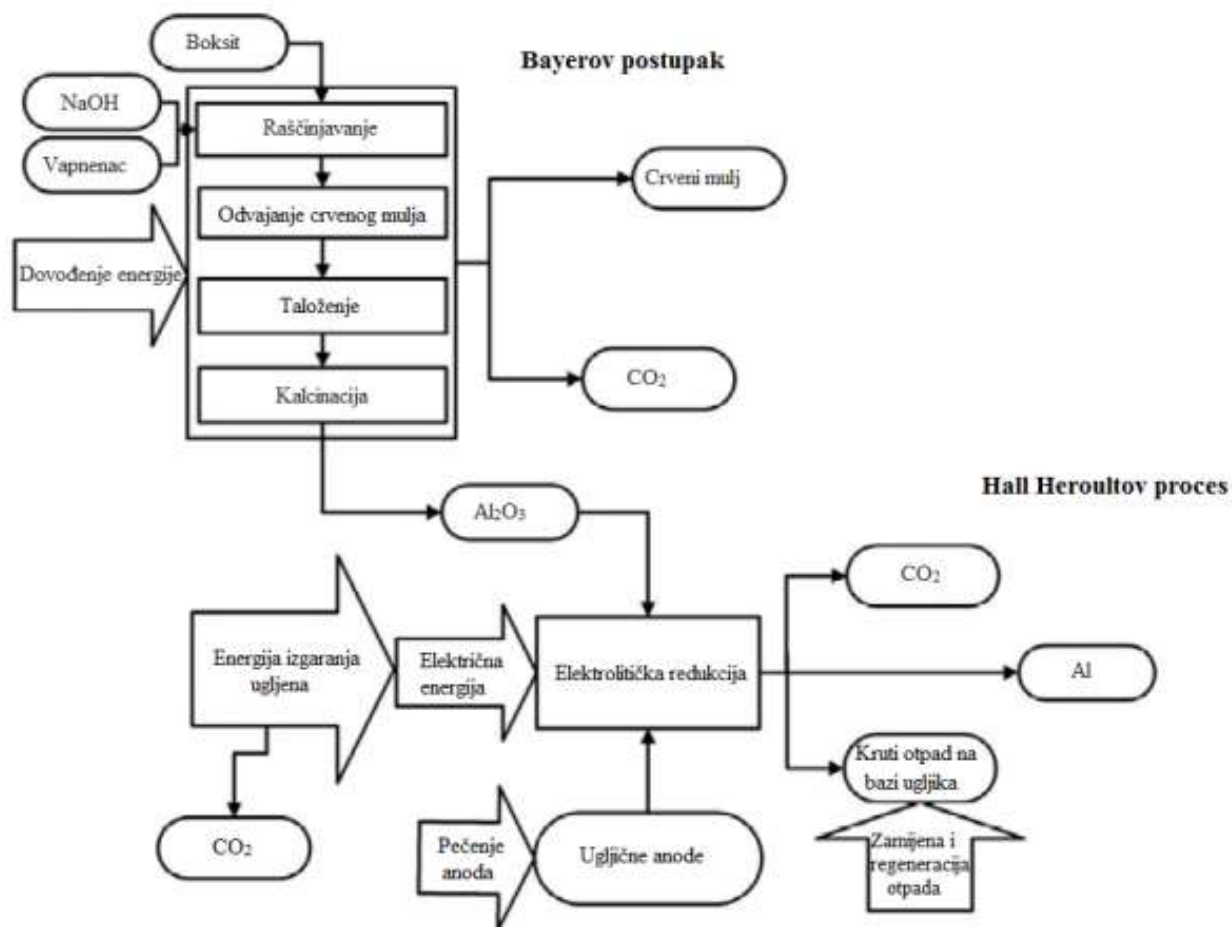 Boksit
Bayerov postupak
NaOH
Raščinjavanje
Vapnenac
Crveni mulj
Odvajanje crvenog mulja
Dovođenje energije
Taloženje
CO₂
Kalcinacija
Hall Heroultov proces
Al₂O₃
CO₂
Energija izgaranja
ugljena
Električna
energija
Elektrolitička redukcija
Al
Kruti otpad na
bazi ugljika
CO₂
Pečenje
anoda
Ugljične anode
Zamijena i
regeneracija
otpada